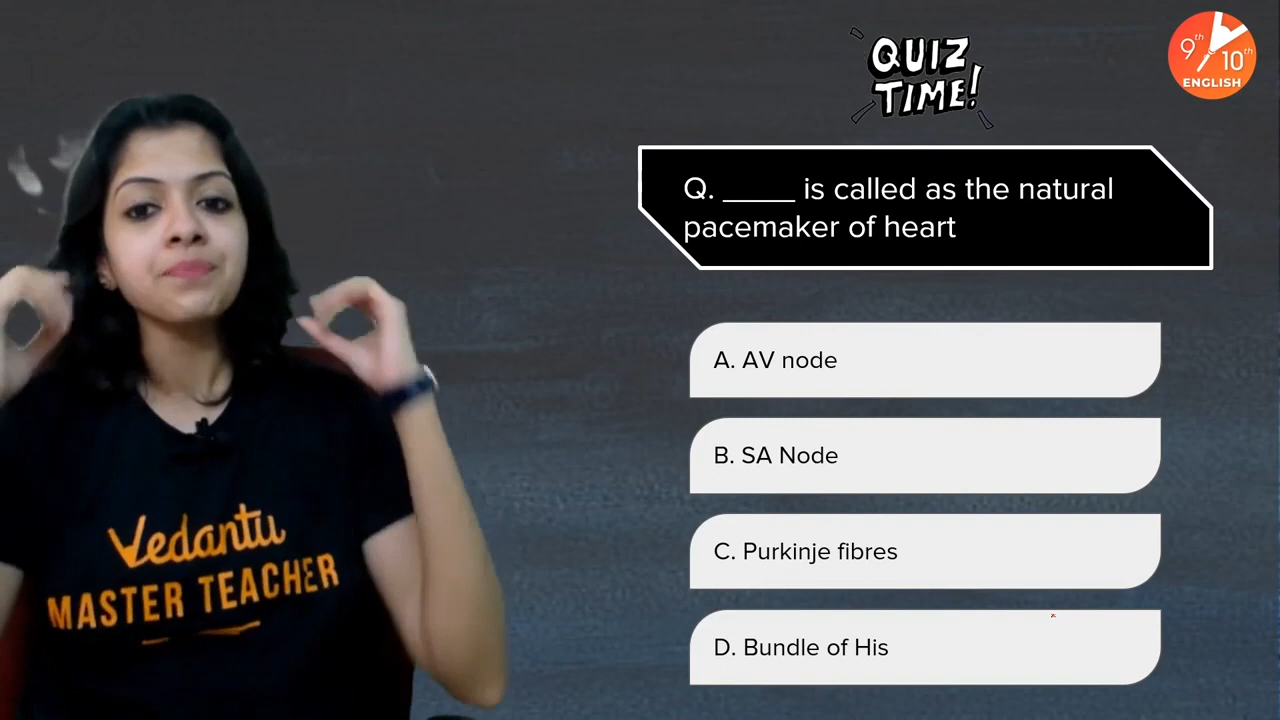 QUIZ
TIME!
9th
10th
ENGLISH
Q. _____ is called as the natural
pacemaker of heart
A. AV node
B. SA Node
C. Purkinje fibres
D. Bundle of His
Vedantu
MASTER TEACHER